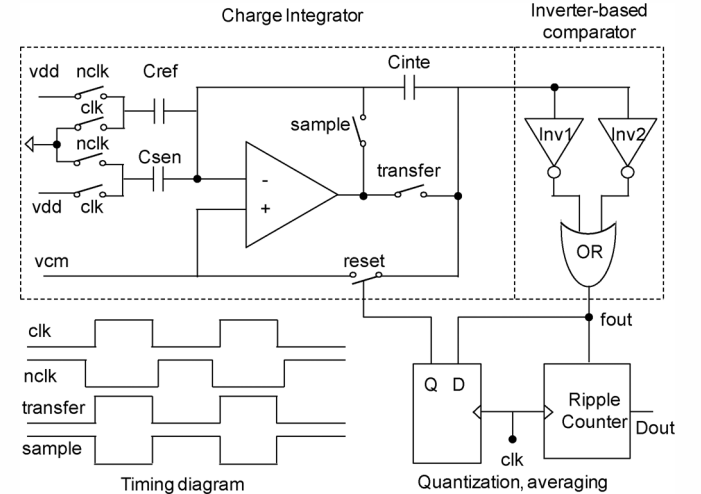 Charge Integrator
Inverter-based
comparator
vdd nclk
Cref
Cinte
clk
sample
Inv1
Inv2
nclk
Csen
transfer
-
+
vdd clk
OR
vcm
reset
fout
clk
nclk
Q D
Ripple
Counter
Dout
transfer
sample
clk
Timing diagram
Quantization, averaging